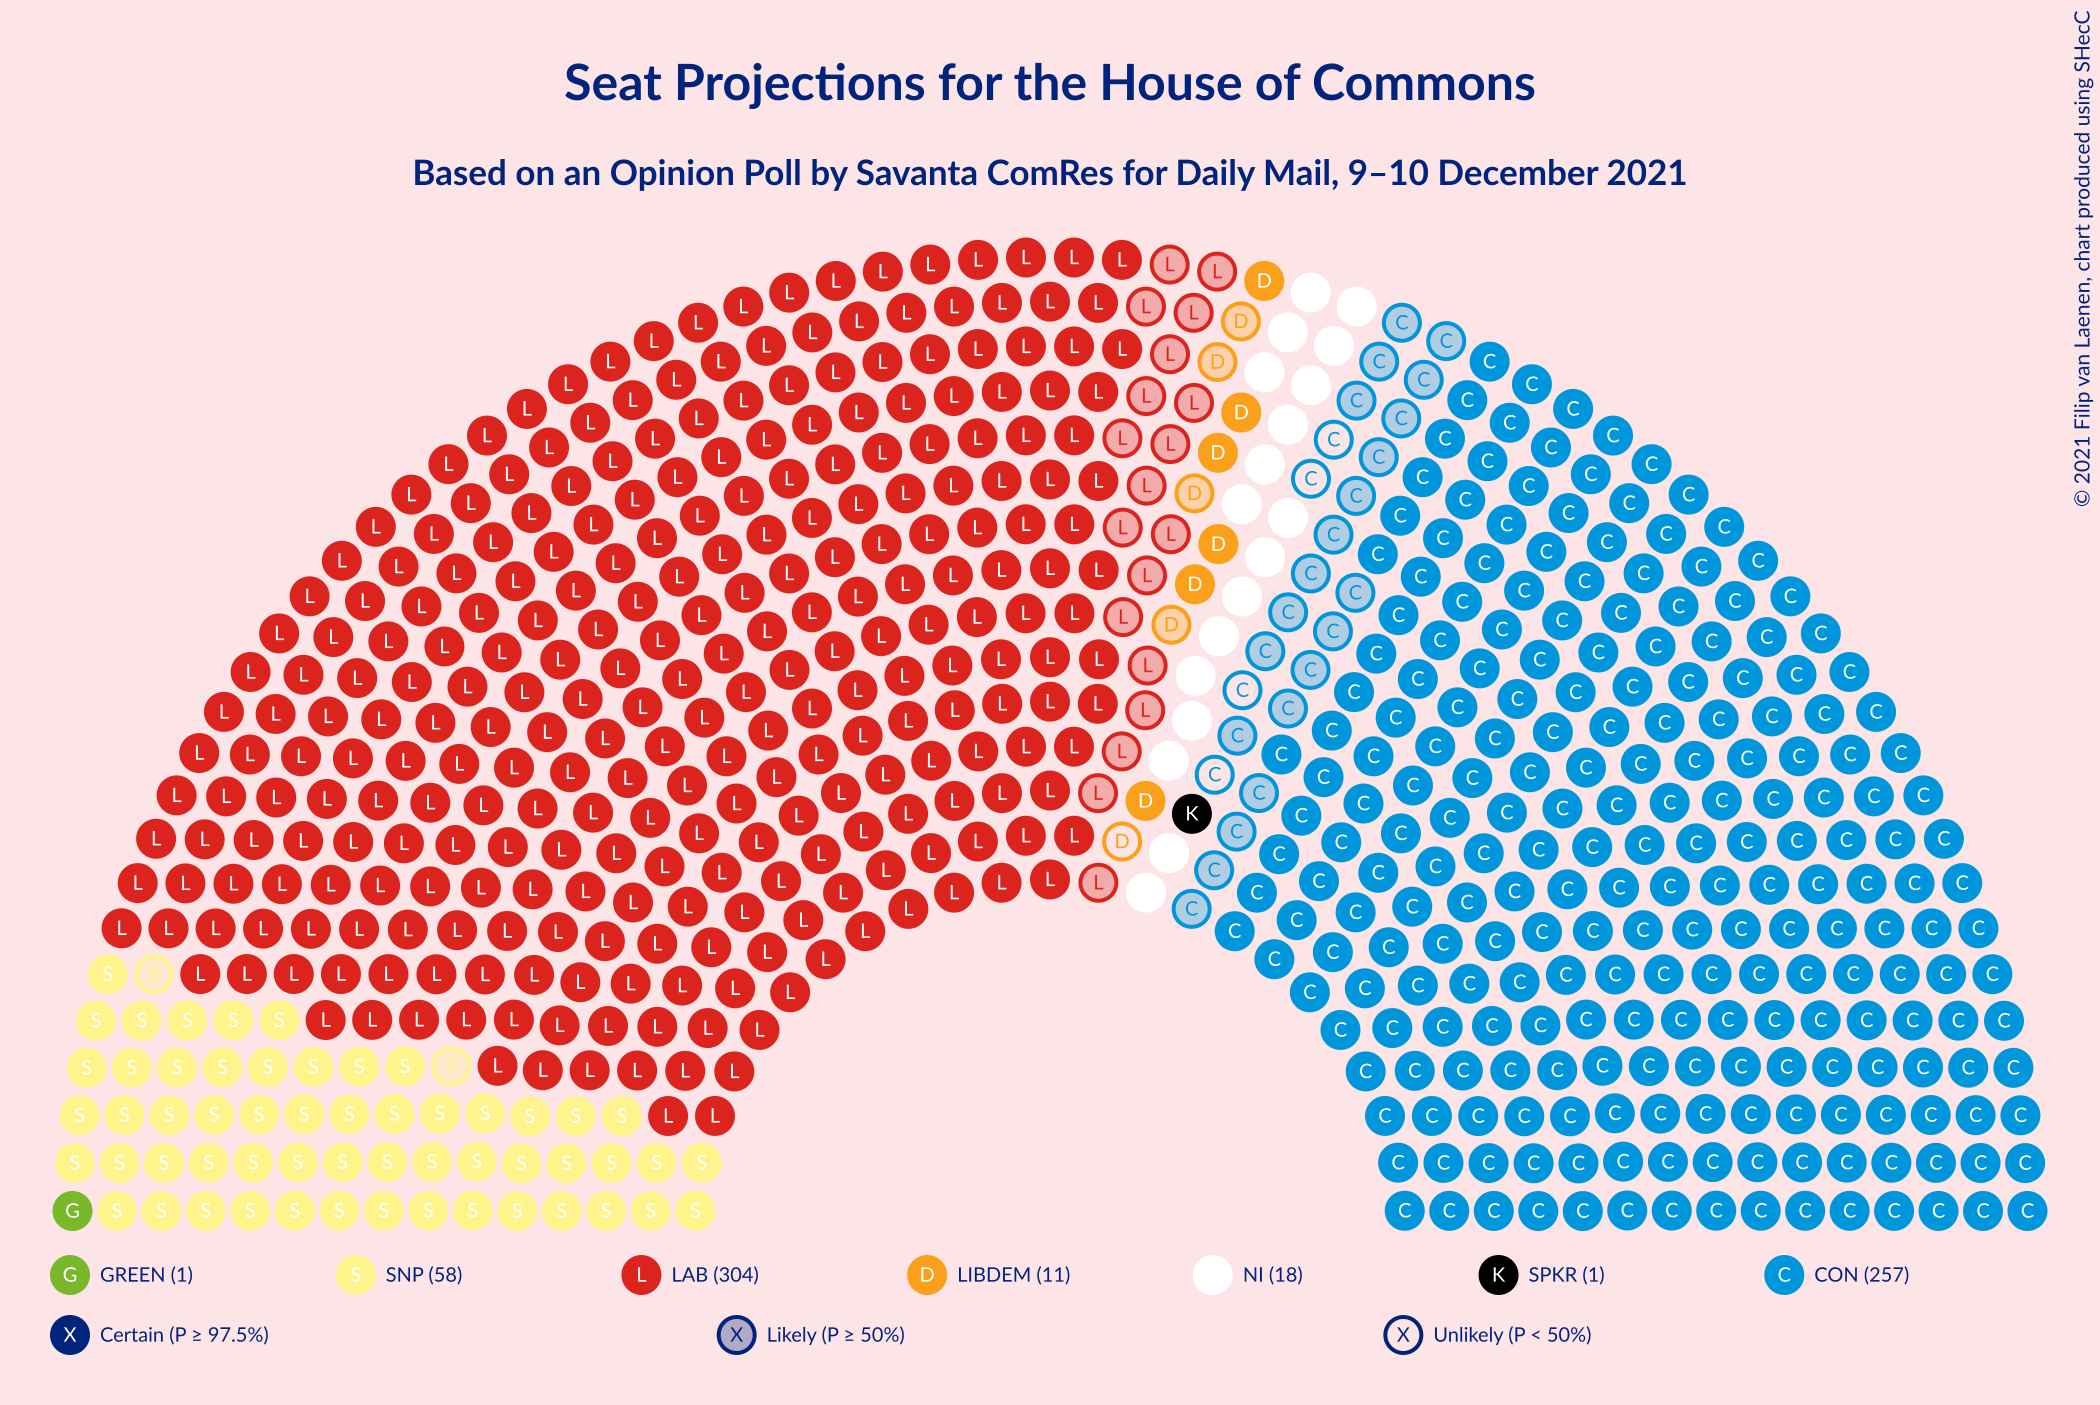 Seat Projections for the House of Commons
Based on an Opinion Poll by Savanta ComRes for Daily Mail, 9–10 December 2021
© 2021 Filip van Laenen, chart produced using SHecC
G GREEN (1)
S SNP (58)
L LAB (304)
D LIBDEM (11)
NI (18)
K SPKR (1)
C CON (257)
X Certain (P ≥ 97.5%)
X Likely (P ≥ 50%)
X Unlikely (P < 50%)